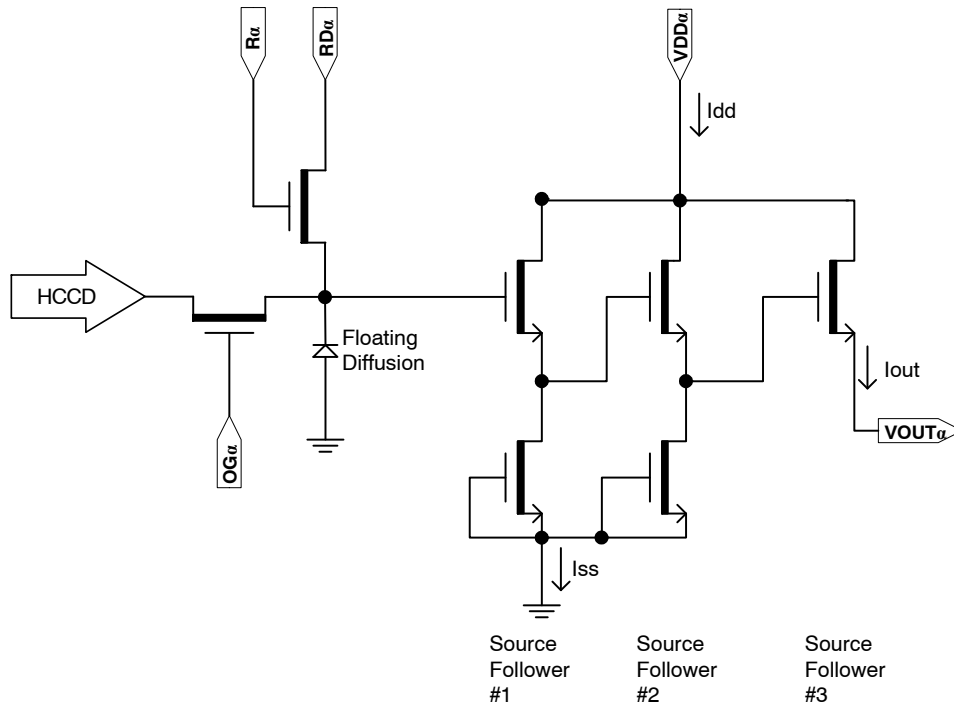 Rα
RDα
VDDα
Idd
HCCD
Floating
Diffusion
Iout
VOUTα
OGα
Iss
Source
Follower
#1
Source
Follower
#2
Source
Follower
#3